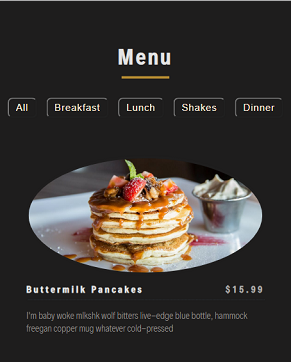 Menu
All Breakfast Lunch Shakes Dinner
Buttermilk Pancakes $15.99
I'm baby woke mlkshk wolf bitters live-edge blue bottle, hammock
freegan copper mug whatever cold-pressed